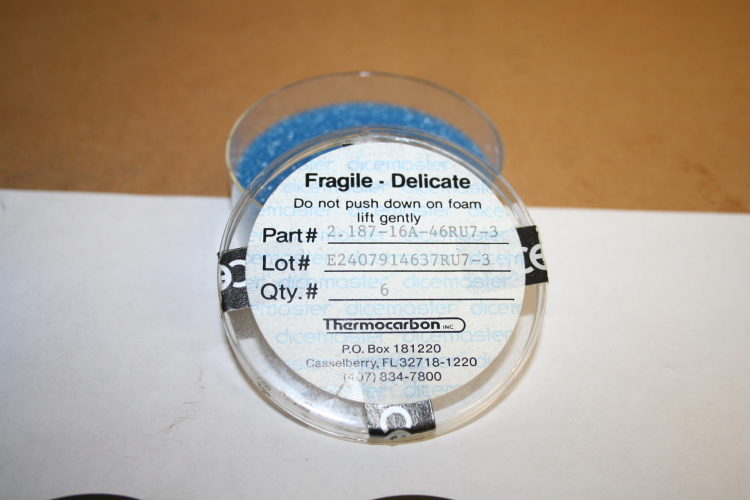 Fragile - Delicate
Do not push down on foam
lift gently
Part# 2.187-16A-46RU7-3
Lot# E2407914637RU7-3
Qty.# 6
Thermocarbon INC.
P.O. Box 181220
Casselberry, FL 32718-1220
(407) 834-7800
dicemaster